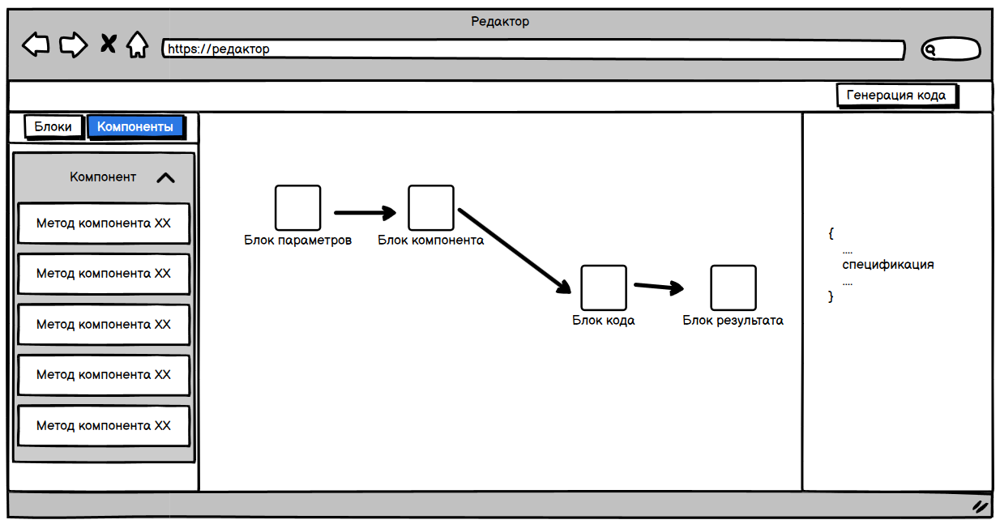 Редактор
https://редактор
Генерация кода
Блоки
Компоненты
Компонент
Метод компонента XX
Метод компонента XX
Метод компонента XX
Метод компонента XX
Метод компонента XX
Блок параметров
Блок компонента
Блок кода
Блок результата
{
....
спецификация
....
}